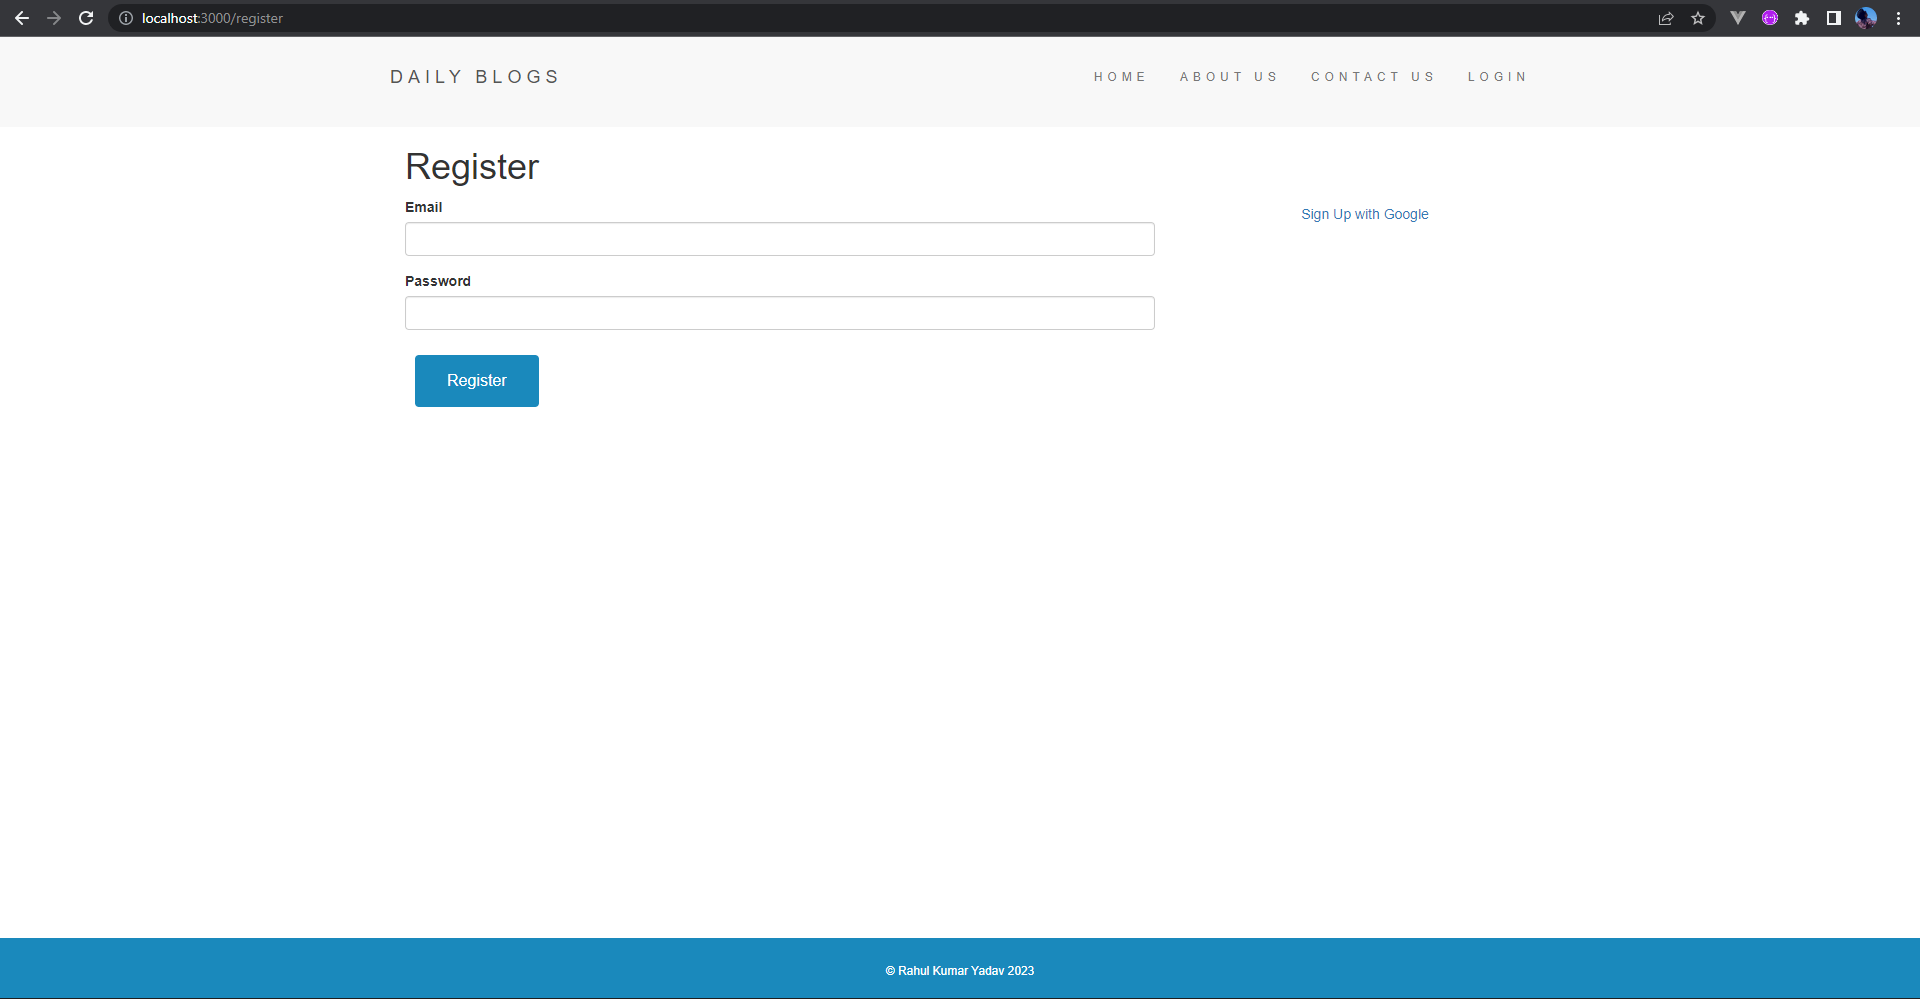 localhost:3000/register
DAILY BLOGS
HOME ABOUT US CONTACT US LOGIN
Register
Email
Sign Up with Google
Password
Register
© Rahul Kumar Yadav 2023